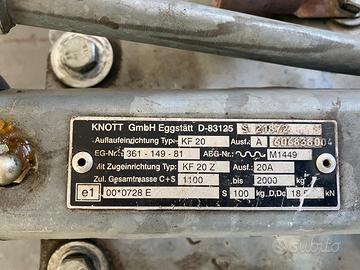 KNOTT GmbH Eggstätt D-83125 S 21872
Auflaufeinrichtung Typ: KF 20 Ausf. A 606838004
EG-Nr. 361-149-81 ABG-Nr. M1449
Mit Zugeinrichtung Typ: KF 20 Z Ausf.: 20A
Zul. Gesamtmasse C+S 1100 bis 2000 kg
e1 00*0728 E S 100 kg,D,Dc kN
subito